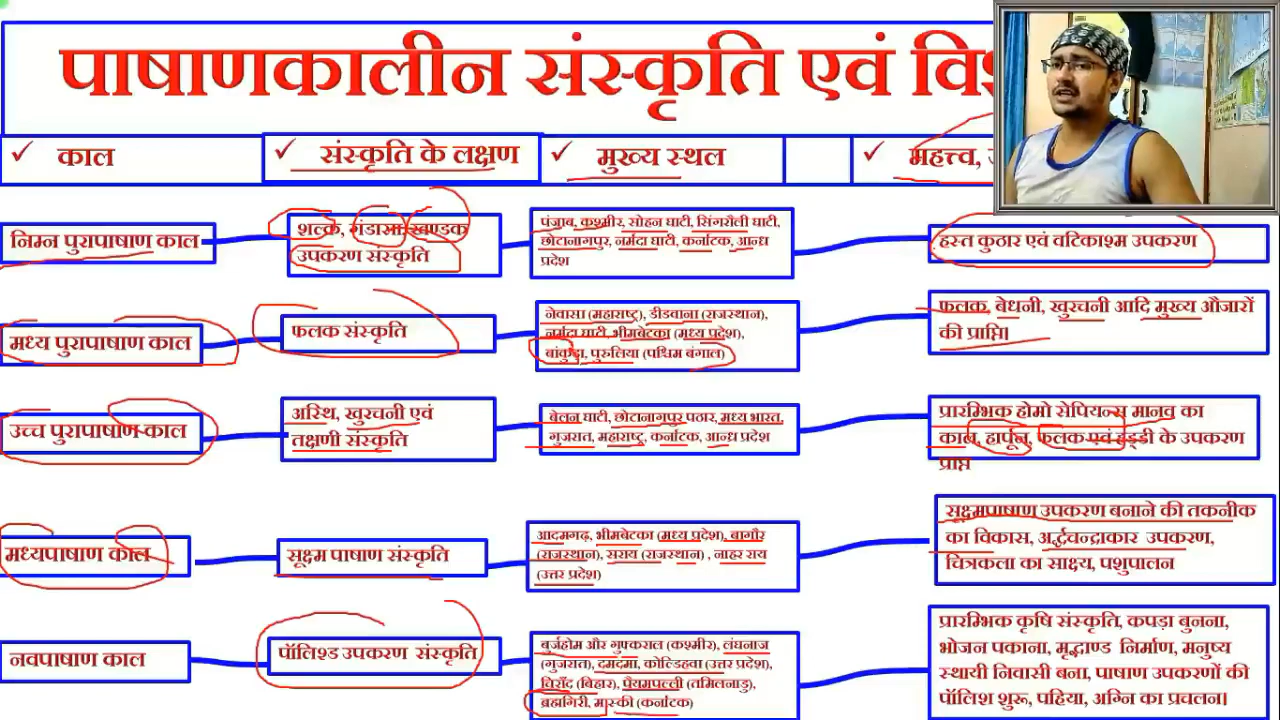 पाषाणकालीन संस्कृति एवं
काल
संस्कृति के लक्षण
मुख्य स्थल
महत्त्व,
निम्न पुरापाषाण काल
शल्क, गंडासा खण्डक
उपकरण संस्कृति
पंजाब, कश्मीर, सोहन घाटी, सिंगरौली घाटी,
छोटानागपुर, नर्मदा घाटी, कर्नाटक, आन्ध्र
प्रदेश
हस्त कुठार एवं वटिकाश्म उपकरण
मध्य पुरापाषाण काल
फलक संस्कृति
नेवासा (महाराष्ट्र), डीडवाना (राजस्थान),
नर्मदा घाटी, भीमबेटका (मध्य प्रदेश),
बांकुड़ा, पुरुलिया (पश्चिम बंगाल)
फलक, बेधनी, खुरचनी आदि मुख्य औजारों
की प्राप्ति।
उच्च पुरापाषाण काल
अस्थि, खुरचनी एवं
तक्षणी संस्कृति
बेलन घाटी, छोटानागपुर पठार, मध्य भारत,
गुजरात, महाराष्ट्र, कर्नाटक, आन्ध्र प्रदेश
प्रारम्भिक होमो सेपियन्स मानव का
काल, हार्पून, फलक एवं हड्डी के उपकरण
प्राप्त
मध्यपाषाण काल
सूक्ष्म पाषाण संस्कृति
आदमगढ़, भीमबेटका (मध्य प्रदेश), बागौर
(राजस्थान), सराय (राजस्थान) , नाहर राय
(उत्तर प्रदेश)
सूक्ष्मपाषाण उपकरण बनाने की तकनीक
का विकास, अर्द्धचन्द्राकार उपकरण,
चित्रकला का साक्ष्य, पशुपालन
नवपाषाण काल
पॉलिश्ड उपकरण संस्कृति
बुर्जहोम और गुफ्कराल (कश्मीर), लंघनाज
(गुजरात), दमदमा, कोल्डिहवा (उत्तर प्रदेश),
चिराँद (बिहार), पैयमपल्ली (तमिलनाडु),
ब्रह्मगिरी, मास्की (कर्नाटक)
प्रारम्भिक कृषि संस्कृति, कपड़ा बुनना,
भोजन पकाना, मृद्भाण्ड निर्माण, मनुष्य
स्थायी निवासी बना, पाषाण उपकरणों की
पॉलिश शुरू, पहिया, अग्नि का प्रचलन।